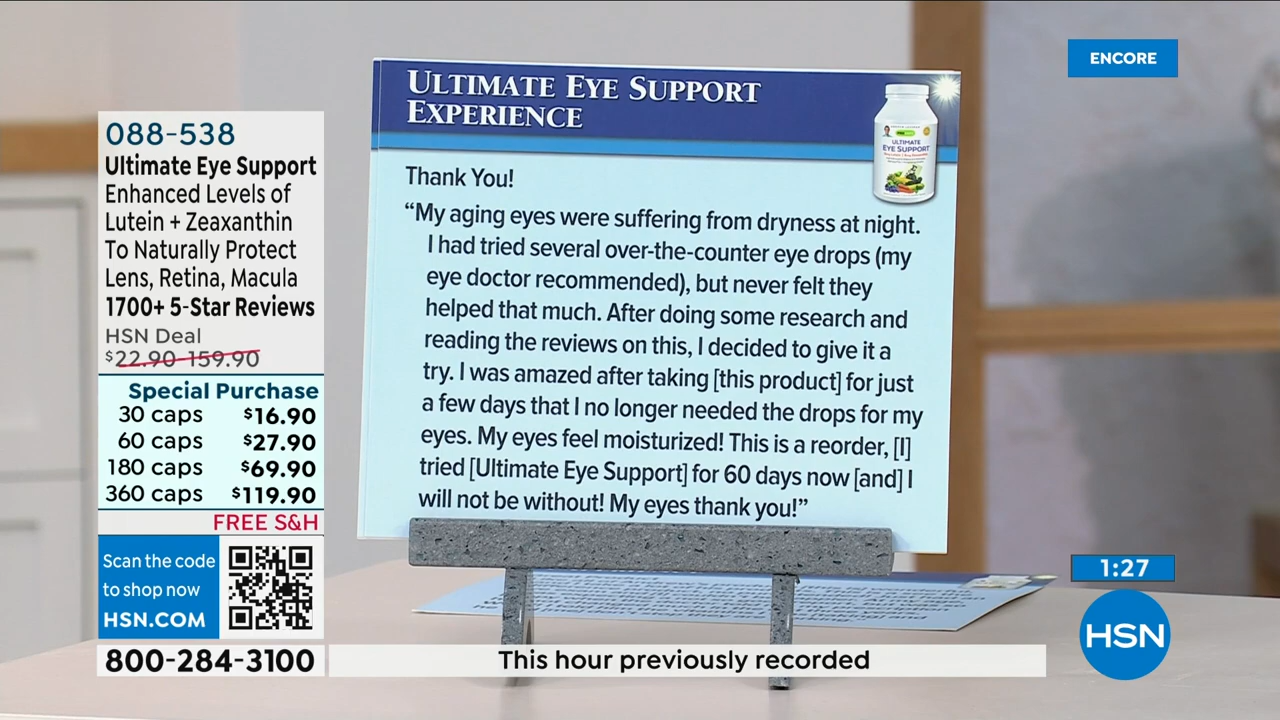 ENCORE
088-538
Ultimate Eye Support
Enhanced Levels of
Lutein + Zeaxanthin
To Naturally Protect
Lens, Retina, Macula
1700+ 5-Star Reviews
HSN Deal
$22.90-159.90
Special Purchase
30 caps $16.90
60 caps $27.90
180 caps $69.90
360 caps $119.90
FREE S&H
Scan the code
to shop now
HSN.COM
800-284-3100
ULTIMATE EYE SUPPORT
EXPERIENCE
ULTIMATE
EYE SUPPORT
Thank You!
“My aging eyes were suffering from dryness at night.
I had tried several over-the-counter eye drops (my
eye doctor recommended), but never felt they
helped that much. After doing some research and
reading the reviews on this, I decided to give it a
try. I was amazed after taking [this product] for just
a few days that I no longer needed the drops for my
eyes. My eyes feel moisturized! This is a reorder, [I]
tried [Ultimate Eye Support] for 60 days now [and] I
will not be without! My eyes thank you!”
1:27
HSN
This hour previously recorded